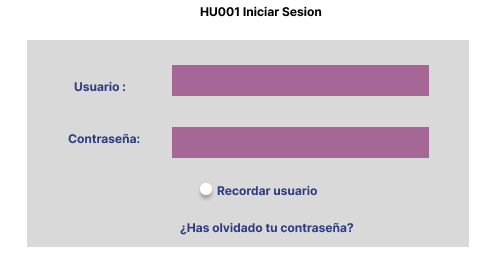 HU001 Iniciar Sesion
Usuario :
Contraseña:
Recordar usuario
¿Has olvidado tu contraseña?